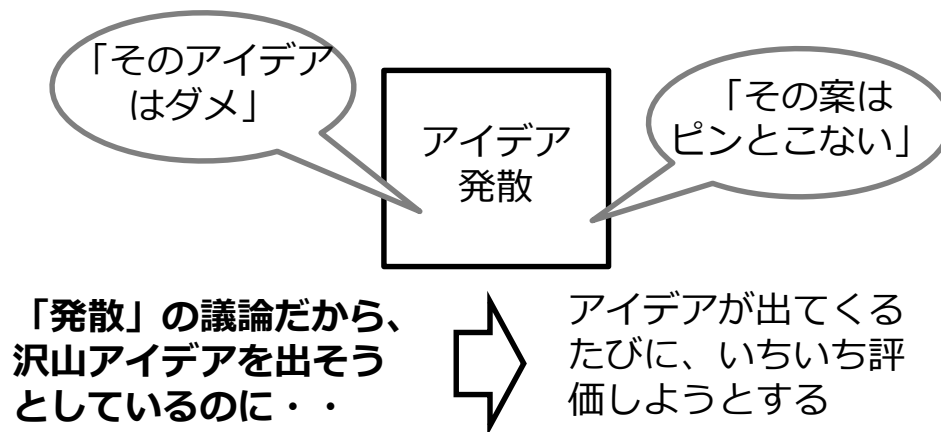 「そのアイデア
はダメ」
アイデア
発散
「その案は
ピンとこない」
「発散」の議論だから、
沢山アイデアを出そう
としているのに・・
アイデアが出てくる
たびに、いちいち評
価しようとする